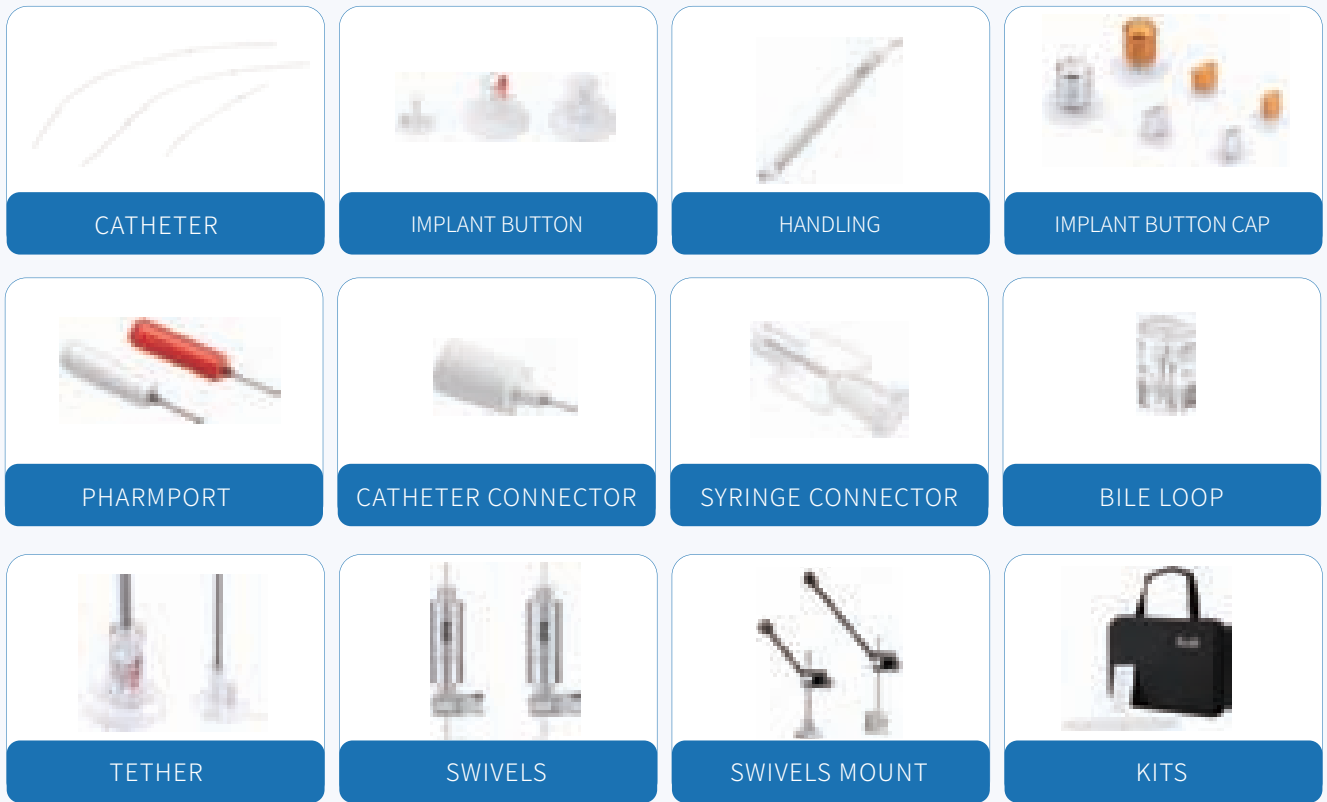 CATHETER
IMPLANT BUTTON
HANDLING
IMPLANT BUTTON CAP
PHARMPORT
CATHETER CONNECTOR
SYRINGE CONNECTOR
BILE LOOP
TETHER
SWIVELS
SWIVELS MOUNT
KITS